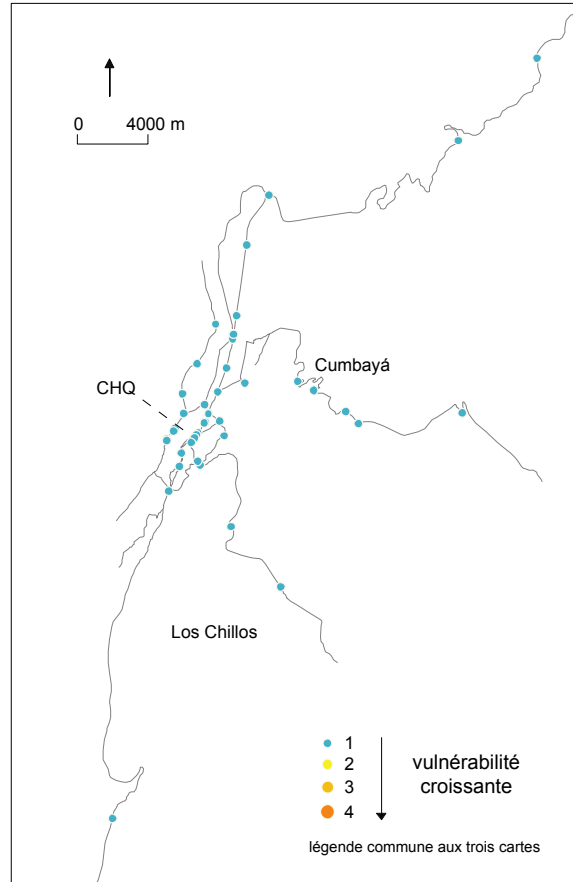 0 4000 m
Cumbayá
CHQ
Los Chillos
1
2
3
4
vulnérabilité
croissante
légende commune aux trois cartes